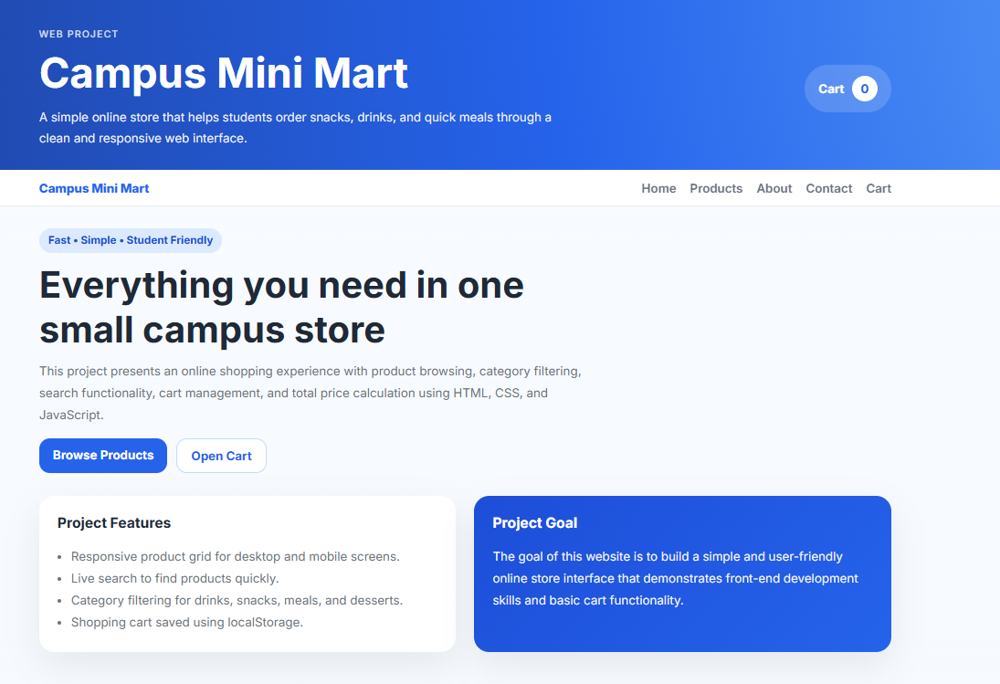 WEB PROJECT
Campus Mini Mart
A simple online store that helps students order snacks, drinks, and quick meals through a
clean and responsive web interface.
Cart 0
Campus Mini Mart
Home Products About Contact Cart
Fast • Simple • Student Friendly
Everything you need in one
small campus store
This project presents an online shopping experience with product browsing, category filtering,
search functionality, cart management, and total price calculation using HTML, CSS, and
JavaScript.
Browse Products
Open Cart
Project Features
• Responsive product grid for desktop and mobile screens.
• Live search to find products quickly.
• Category filtering for drinks, snacks, meals, and desserts.
• Shopping cart saved using localStorage.
Project Goal
The goal of this website is to build a simple and user-friendly
online store interface that demonstrates front-end development
skills and basic cart functionality.